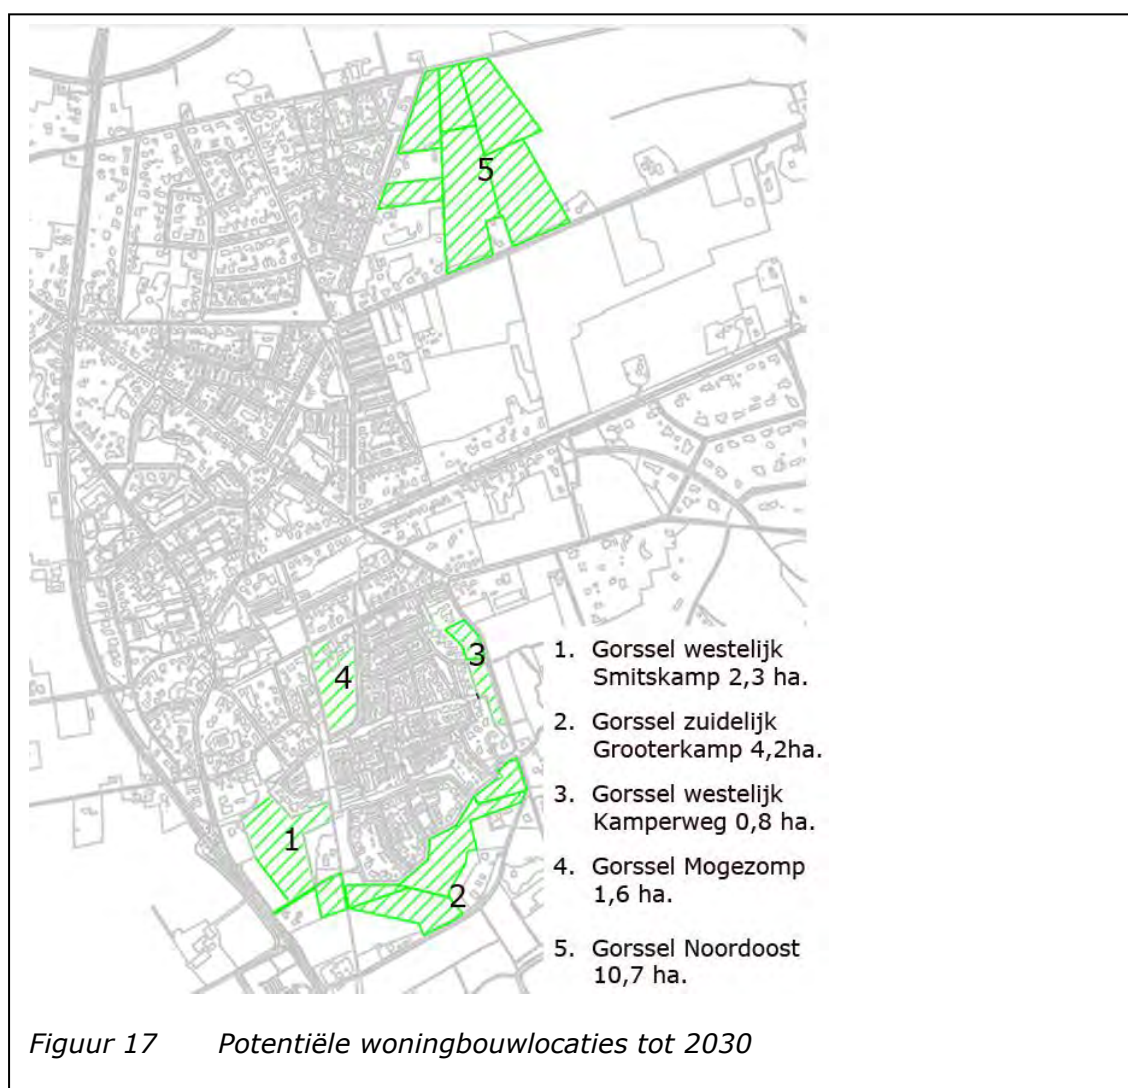 5
4
3
1
2
1. Gorssel westelijk
Smitskamp 2,3 ha.
2. Gorssel zuidelijk
Grooterkamp 4,2ha.
3. Gorssel westelijk
Kamperweg 0,8 ha.
4. Gorssel Mogezomp
1,6 ha.
5. Gorssel Noordoost
10,7 ha.
Figuur 17 Potentiële woningbouwlocaties tot 2030